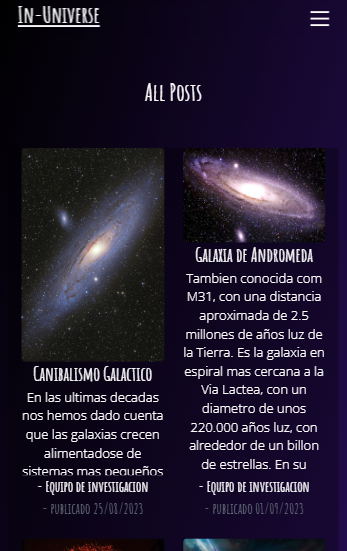 In-Universe
All Posts
Canibalismo Galactico
En las ultimas decadas
nos hemos dado cuenta
que las galaxias crecen
alimentadose de
sistemas mas pequeños
- Equipo de investigacion
- publicado 25/08/2023
Galaxia de Andromeda
Tambien conocida com
M31, con una distancia
aproximada de 2.5
millones de años luz de
la Tierra. Es la galaxia en
espiral mas cercana a la
Via Lactea, con un
diametro de unos
220.000 años luz, con
alrededor de un billon
de estrellas. En su
- Equipo de investigacion
- publicado 01/09/2023